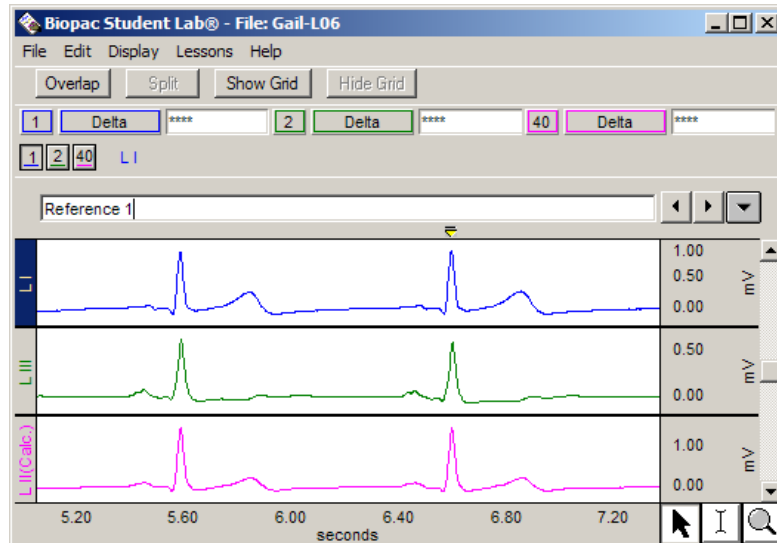 Biopac Student Lab® - File: Gail-L06
File Edit Display Lessons Help
Overlap Split Show Grid Hide Grid
1 Delta **** 2 Delta **** 40 Delta ****
1 2 40 L I
Reference 1
L I
1.00
0.50
0.00
mV
L III
0.50
0.00
mV
L II(Calc.)
1.00
0.00
mV
5.20 5.60 6.00 6.40 6.80 7.20
seconds